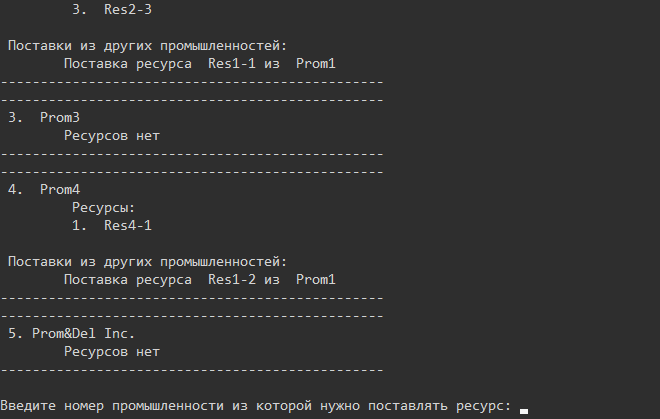 3.  Res2-3
Поставки из других промышленностей:
Поставка ресурса  Res1-1 из  Prom1
------------------------------------------------
------------------------------------------------
3.  Prom3
Ресурсов нет
------------------------------------------------
------------------------------------------------
4.  Prom4
Ресурсы:
1.  Res4-1
Поставки из других промышленностей:
Поставка ресурса  Res1-2 из  Prom1
------------------------------------------------
------------------------------------------------
5. Prom&Del Inc.
Ресурсов нет
------------------------------------------------
Введите номер промышленности из которой нужно поставлять ресурс: